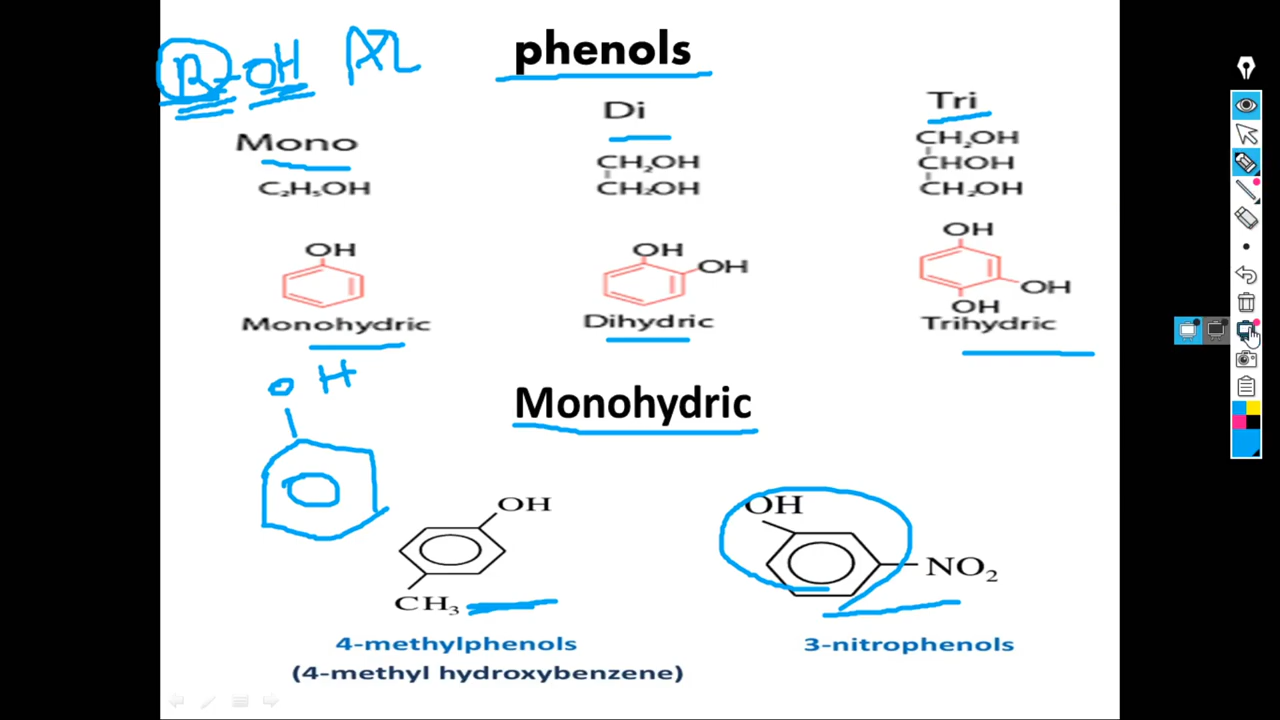 R-OH Ar
phenols
Mono
C₂H₅OH
Di
CH₂OH
CH₂OH
Tri
CH₂OH
CHOH
CH₂OH
OH
Monohydric
OH
OH
Dihydric
OH
OH
OH
Trihydric
OH
Monohydric
OH
CH₃
4-methylphenols
(4-methyl hydroxybenzene)
OH
NO₂
3-nitrophenols